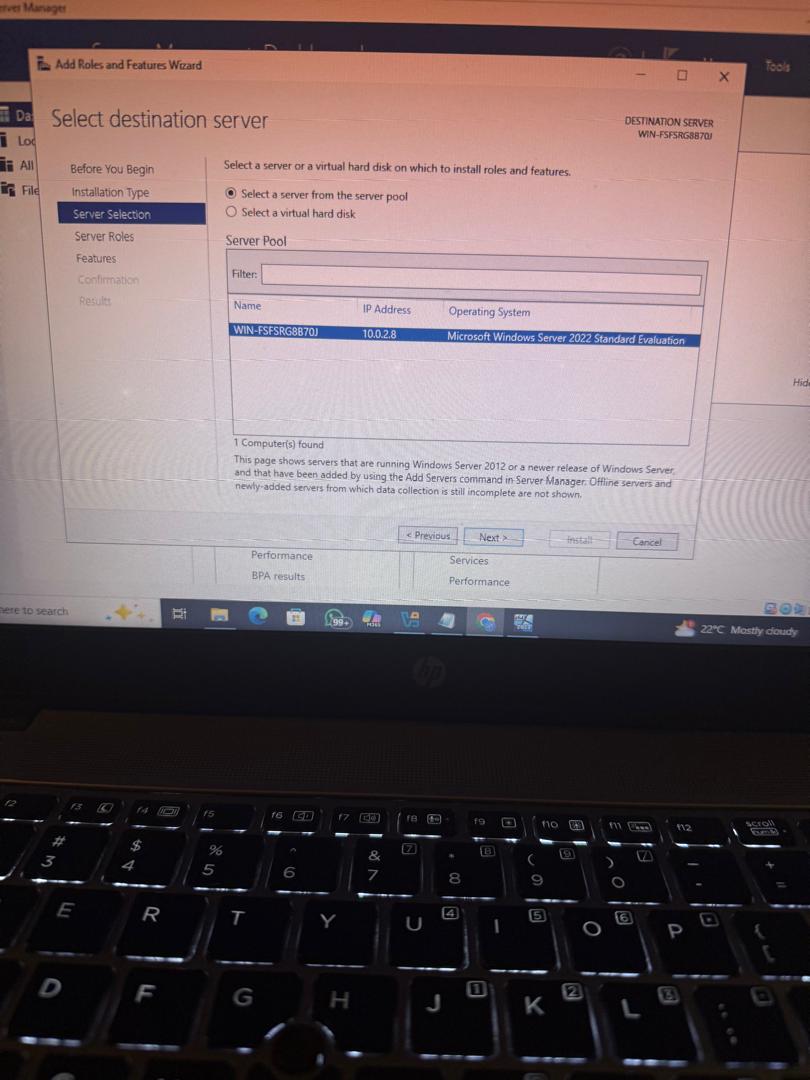 Server Manager
Add Roles and Features Wizard
Tools
Select destination server
DESTINATION SERVER
WIN-FSFSRG8B70J
Before You Begin
Installation Type
Server Selection
Server Roles
Features
Confirmation
Results
Select a server or a virtual hard disk on which to install roles and features.
Select a server from the server pool
Select a virtual hard disk
Server Pool
Filter:
Name IP Address Operating System
WIN-FSFSRG8B70J 10.0.2.8 Microsoft Windows Server 2022 Standard Evaluation
1 Computer(s) found
This page shows servers that are running Windows Server 2012 or a newer release of Windows Server,
and that have been added by using the Add Servers command in Server Manager. Offline servers and
newly-added servers from which data collection is still incomplete are not shown.
< Previous Next > Install Cancel
Da
Loc
All
File
Hide
Performance
BPA results
Services
Performance
here to search
99+
M365
22°C Mostly cloudy
hp
f2 f3 f4 f5 f6 f7 f8 f9 f10 f11 f12 scroll
# 3 $ 4 % 5 ^ 6 & 7 7 * 8 8 ( 9 9 ) 0 / - + =
E R T Y U 4 I 5 O 6 P { [
D F G H J 1 K 2 L 3 : ;